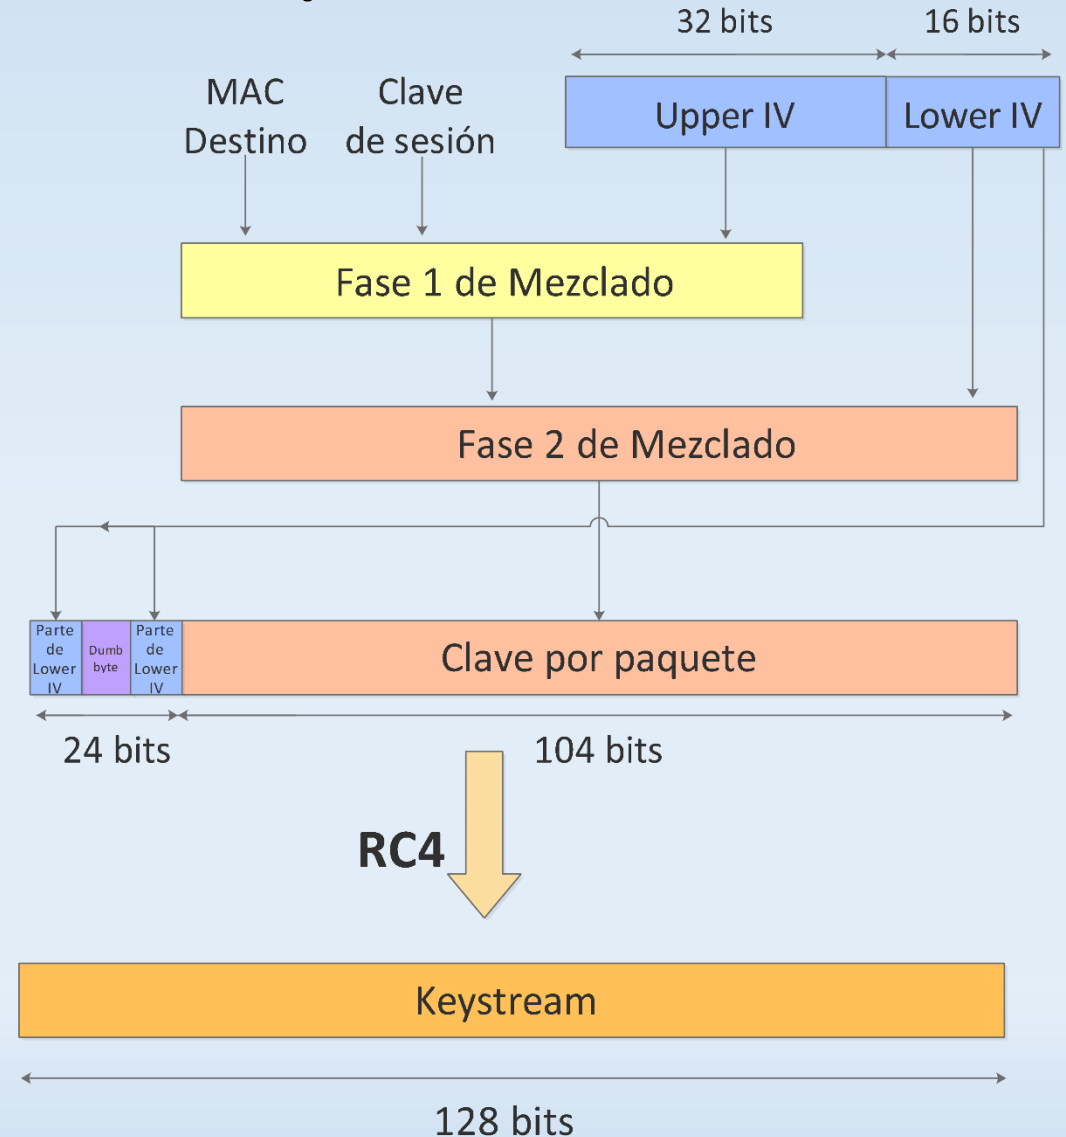 32 bits
16 bits
MAC
Destino
Clave
de sesión
Upper IV
Lower IV
Fase 1 de Mezclado
Fase 2 de Mezclado
Parte
de
Lower
IV
Dumb
byte
Parte
de
Lower
IV
Clave por paquete
24 bits
104 bits
RC4
Keystream
128 bits